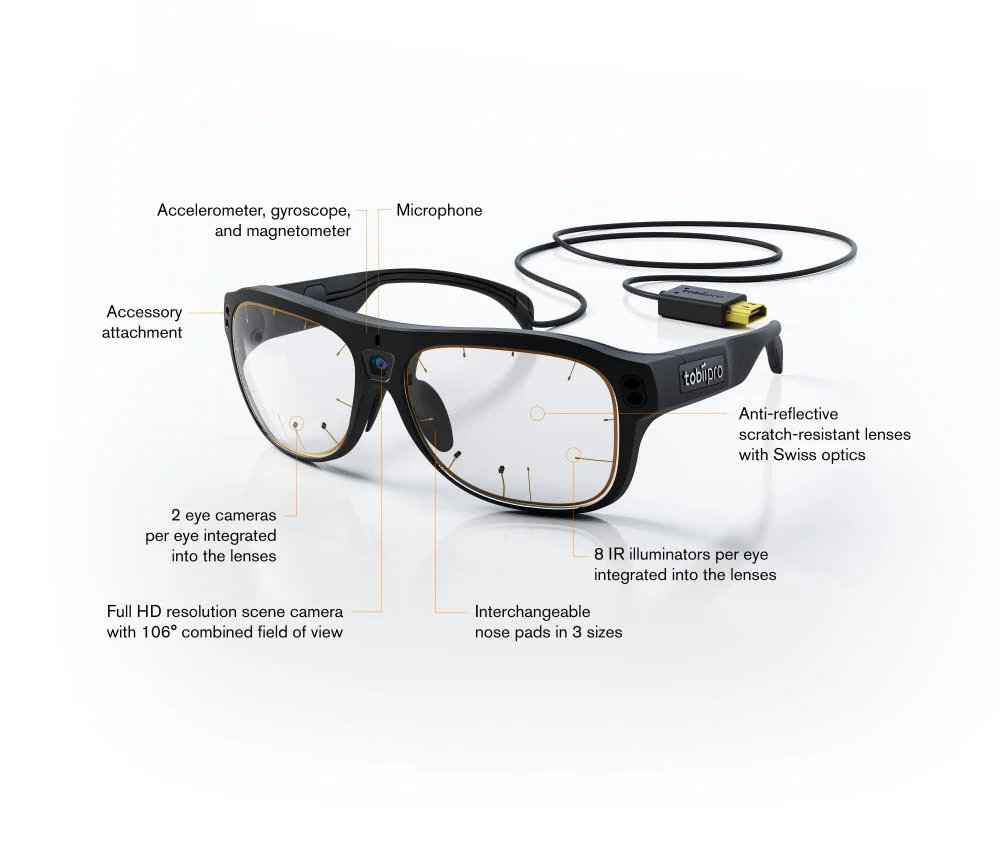 Accelerometer, gyroscope,
and magnetometer
Microphone
Accessory
attachment
tobiipro
tobiipro
Anti-reflective
scratch-resistant lenses
with Swiss optics
2 eye cameras
per eye integrated
into the lenses
8 IR illuminators per eye
integrated into the lenses
Full HD resolution scene camera
with 106° combined field of view
Interchangeable
nose pads in 3 sizes